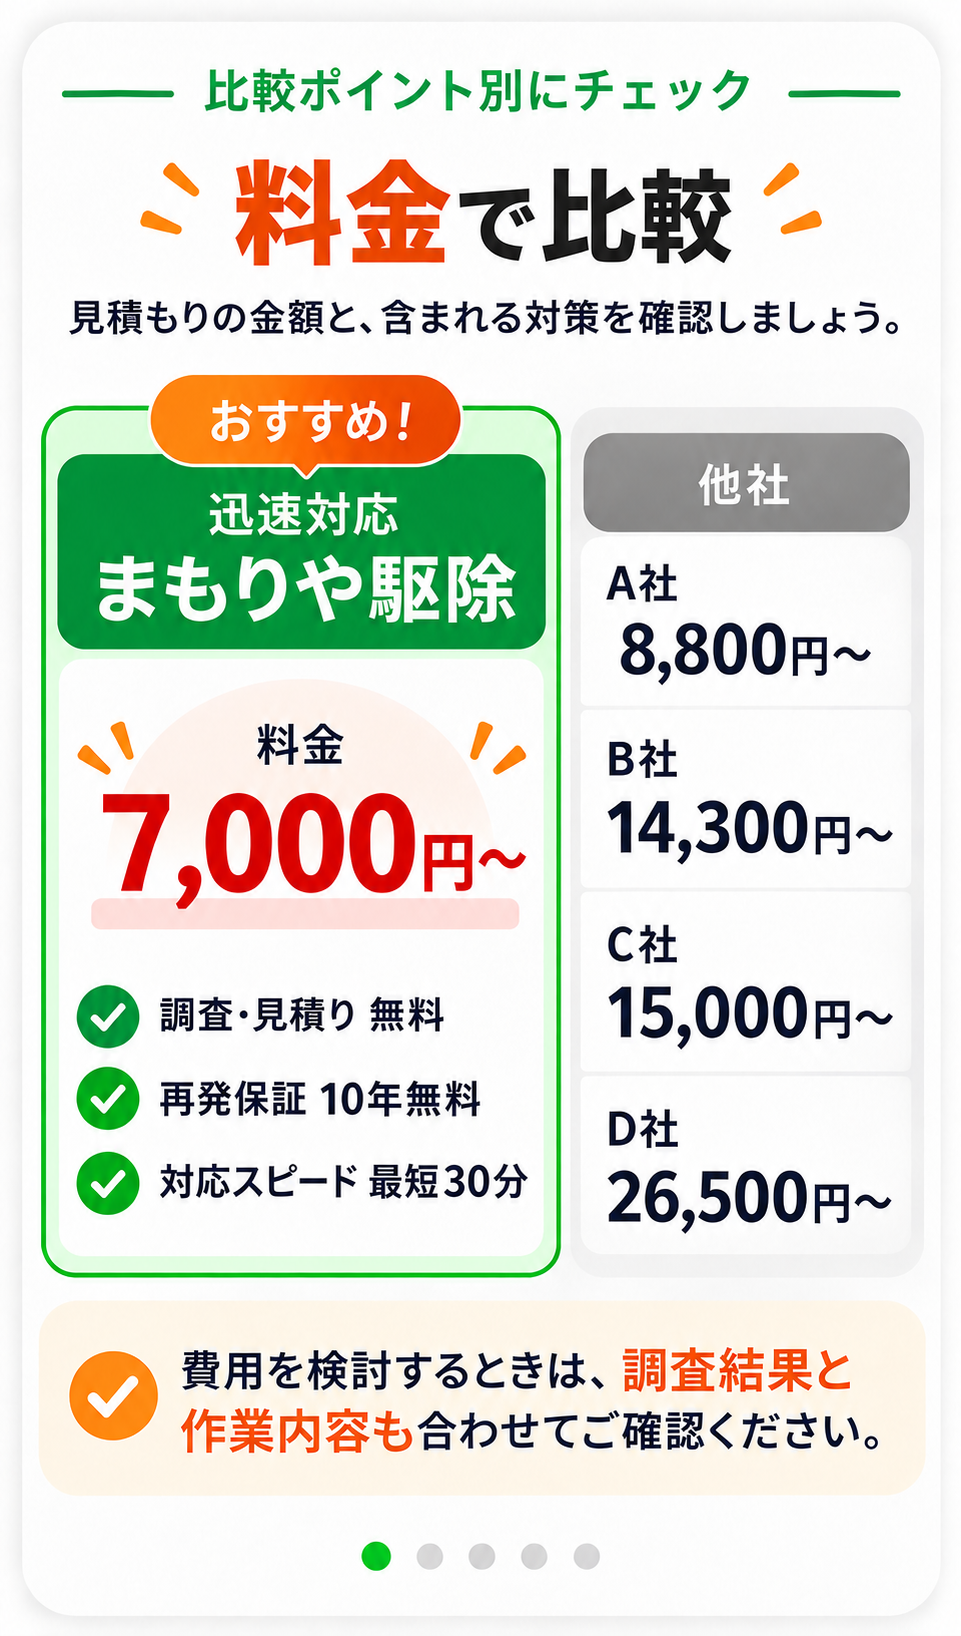 比較ポイント別にチェック
料金で比較
見積もりの金額と、含まれる対策を確認しましょう。
おすすめ!
迅速対応
まもりや駆除
料金
7,000円〜
調査・見積り 無料
再発保証 10年無料
対応スピード 最短30分
他社
A社
8,800円〜
B社
14,300円〜
C社
15,000円〜
D社
26,500円〜
費用を検討するときは、調査結果と
作業内容も合わせてご確認ください。